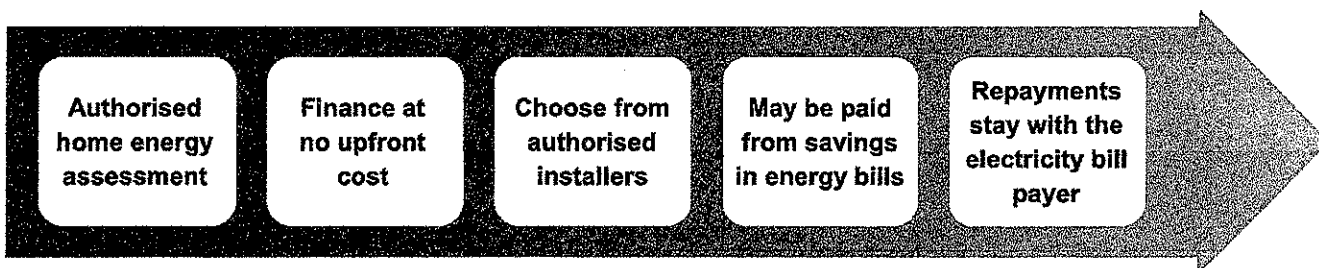 Authorised
home energy
assessment
Finance at
no upfront
cost
Choose from
authorised
installers
May be paid
from savings
in energy bills
Repayments
stay with the
electricity bill
payer